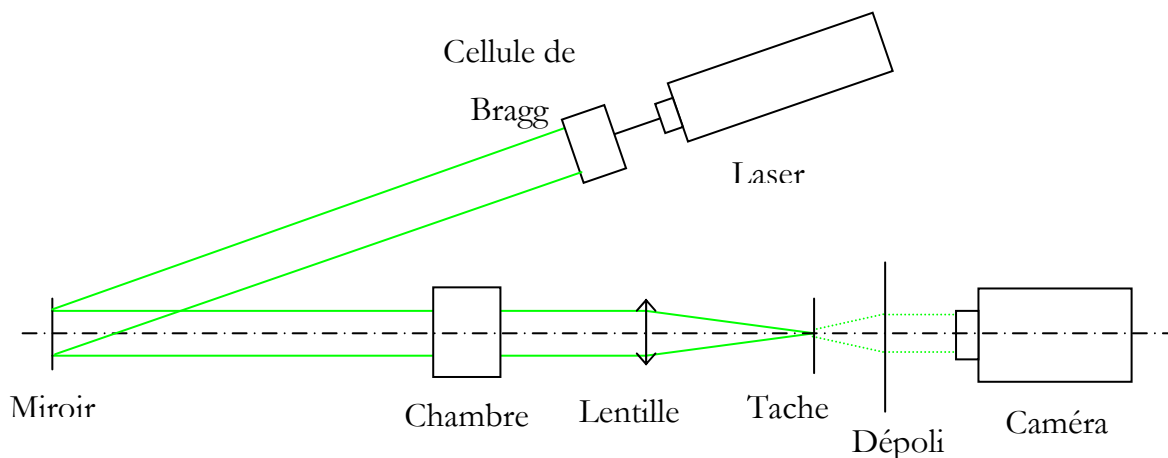 Cellule de
Bragg
Laser
Miroir
Chambre
Lentille
Tache
Dépoli
Caméra